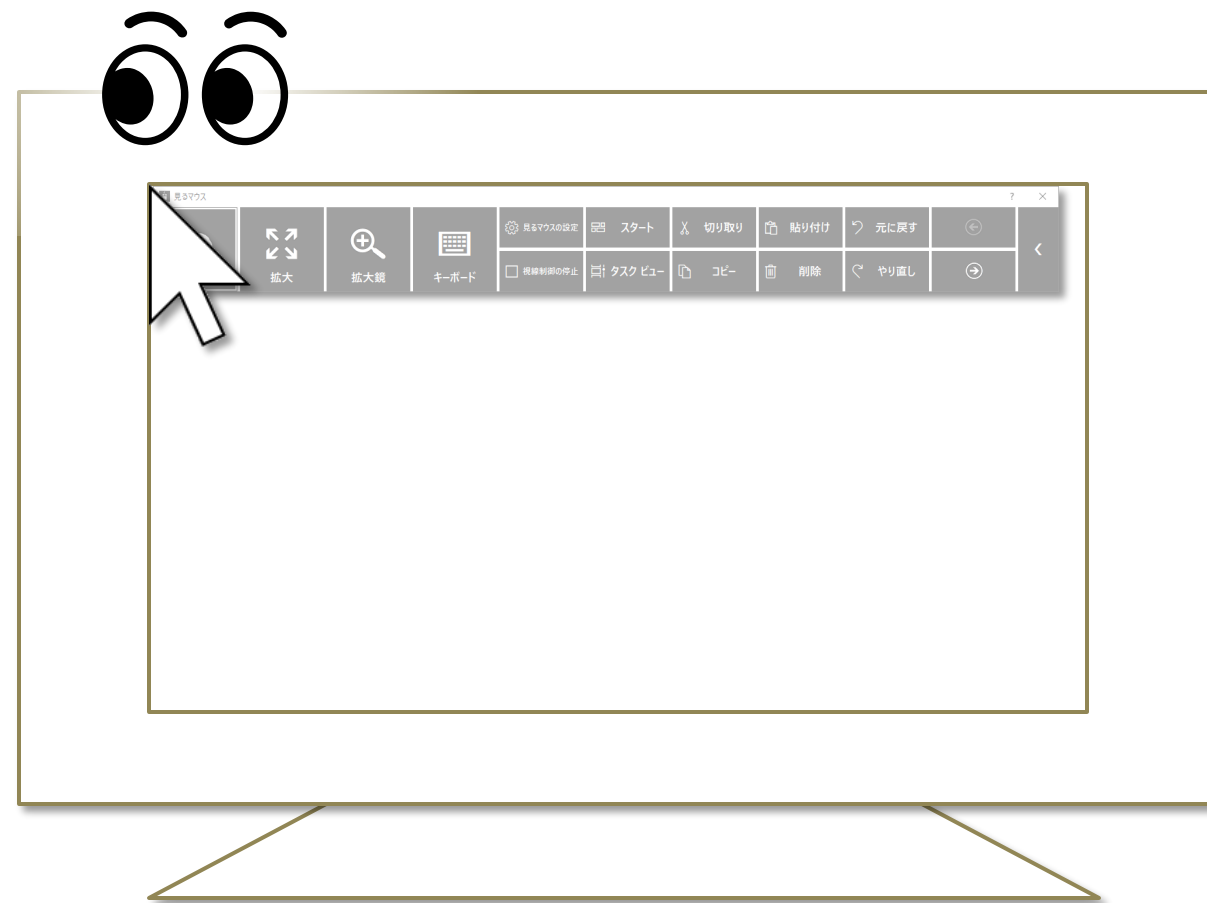 見るマウス ?
拡大
拡大鏡
キーボード
見るマウスの設定
スタート
切り取り
貼り付け
元に戻す
視線制御の停止
タスク ビュー
コピー
削除
やり直し